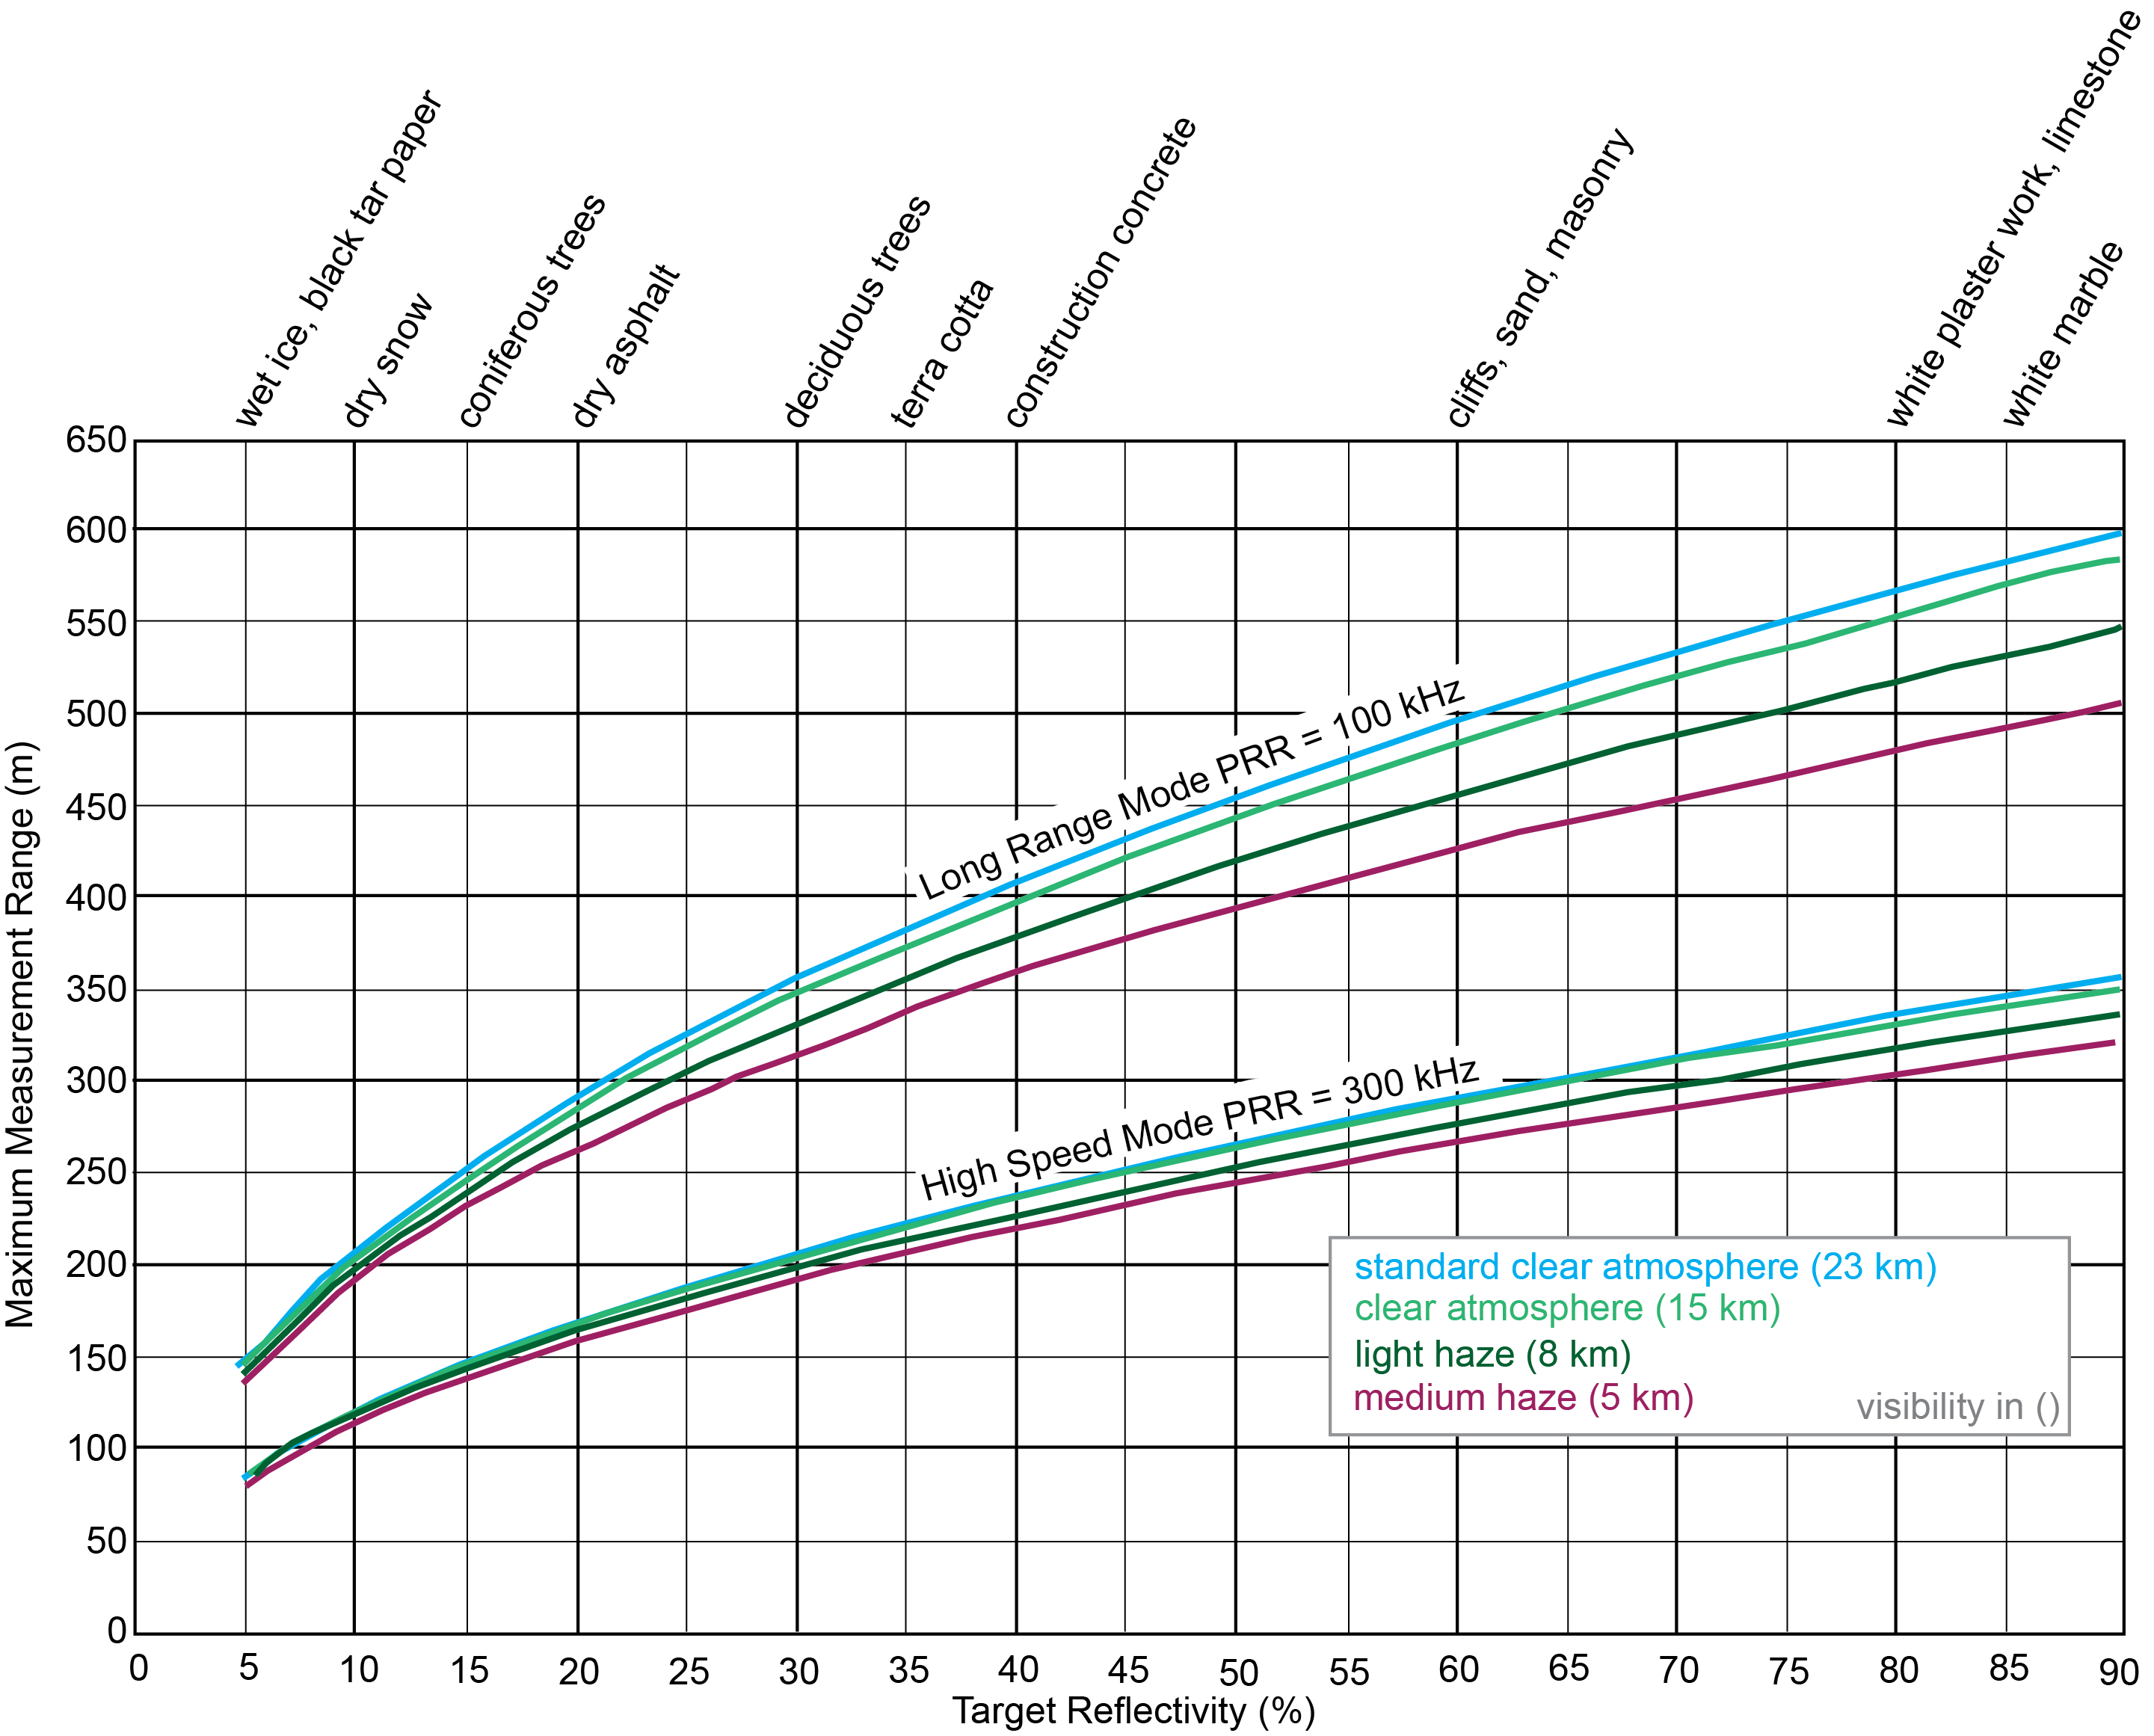 wet ice, black tar paper
dry snow
coniferous trees
dry asphalt
deciduous trees
terra cotta
construction concrete
cliffs, sand, masonry
white plaster work, limestone
white marble
650
600
550
500
450
400
350
300
250
200
150
100
50
0
Maximum Measurement Range (m)
Long Range Mode PRR = 100 kHz
High Speed Mode PRR = 300 kHz
standard clear atmosphere (23 km)
clear atmosphere (15 km)
light haze (8 km)
medium haze (5 km)
visibility in ()
0 5 10 15 20 25 30 35 40 45 50 55 60 65 70 75 80 85 90
Target Reflectivity (%)